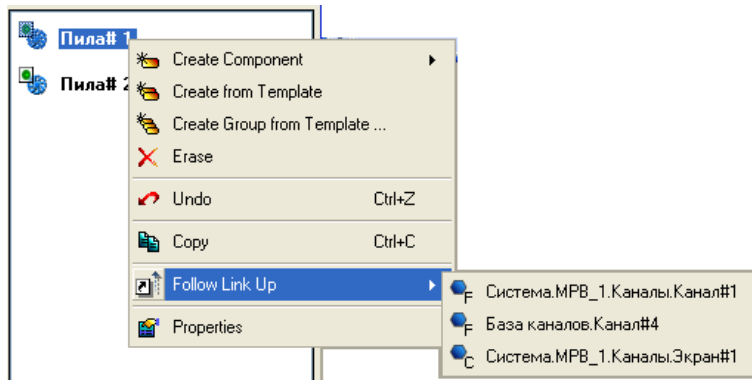 Пила# 1
Пила# 2
Create Component
Create from Template
Create Group from Template ...
Erase
Undo Ctrl+Z
Copy Ctrl+C
Follow Link Up
Properties
F Система.МРВ_1.Каналы.Канал#1
F База каналов.Канал#4
C Система.МРВ_1.Каналы.Экран#1